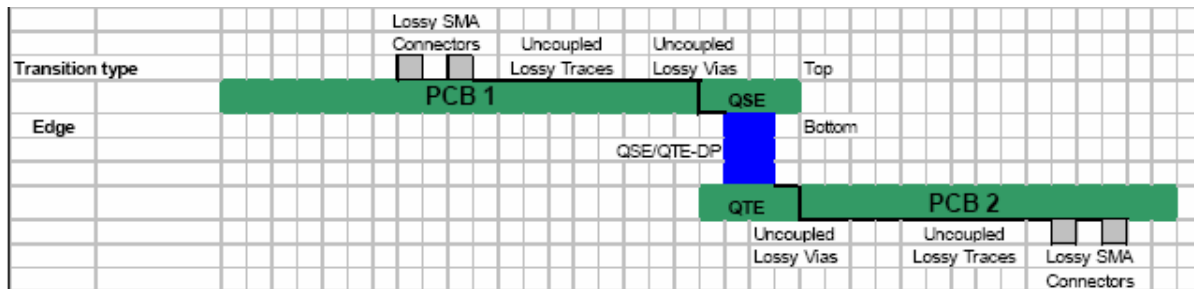 Lossy SMA
Connectors
Uncoupled
Lossy Traces
Uncoupled
Lossy Vias
Transition type
Top
PCB 1
QSE
Edge
Bottom
QSE/QTE-DP
QTE
PCB 2
Uncoupled
Lossy Vias
Uncoupled
Lossy Traces
Lossy SMA
Connectors